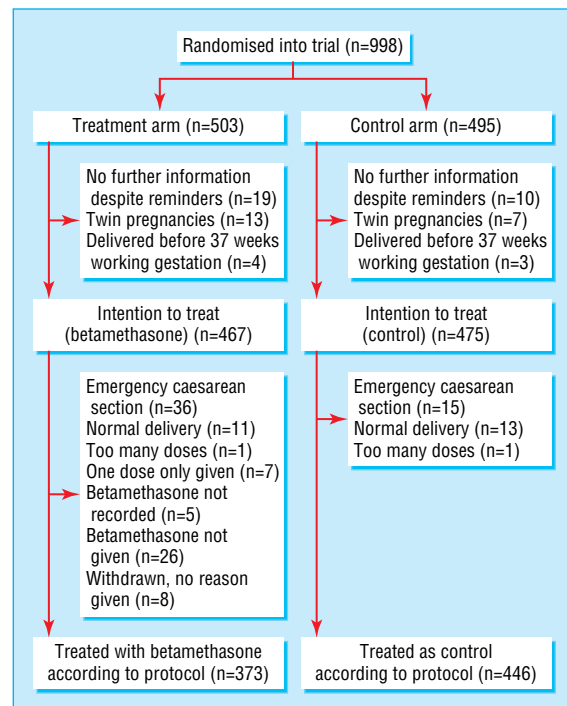 Randomised into trial (n=998)
Treatment arm (n=503)
Control arm (n=495)
No further information
despite reminders (n=19)
Twin pregnancies (n=13)
Delivered before 37 weeks
working gestation (n=4)
No further information
despite reminders (n=10)
Twin pregnancies (n=7)
Delivered before 37 weeks
working gestation (n=3)
Intention to treat
(betamethasone) (n=467)
Intention to treat
(control) (n=475)
Emergency caesarean
section (n=36)
Normal delivery (n=11)
Too many doses (n=1)
One dose only given (n=7)
Betamethasone not
recorded (n=5)
Betamethasone not
given (n=26)
Withdrawn, no reason
given (n=8)
Emergency caesarean
section (n=15)
Normal delivery (n=13)
Too many doses (n=1)
Treated with betamethasone
according to protocol (n=373)
Treated as control
according to protocol (n=446)